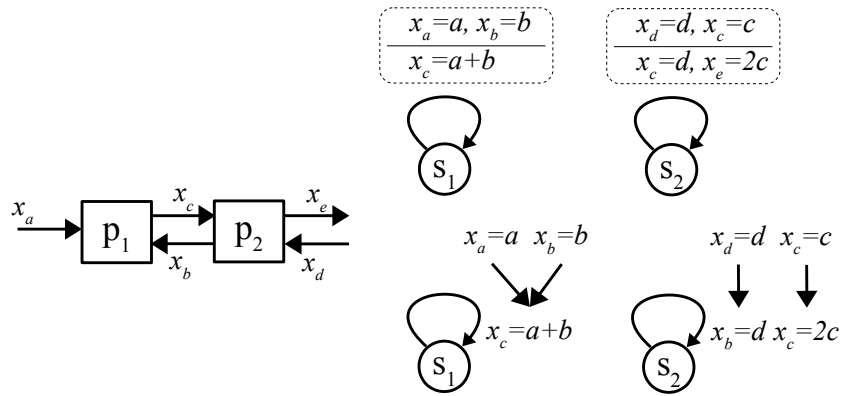 x_a=a, x_b=b
x_c=a+b
x_d=d, x_c=c
x_c=d, x_e=2c
s_1
s_2
x_a
p_1
x_c
x_b
p_2
x_e
x_d
x_a=a x_b=b
x_c=a+b
s_1
x_d=d x_c=c
x_b=d x_c=2c
s_2